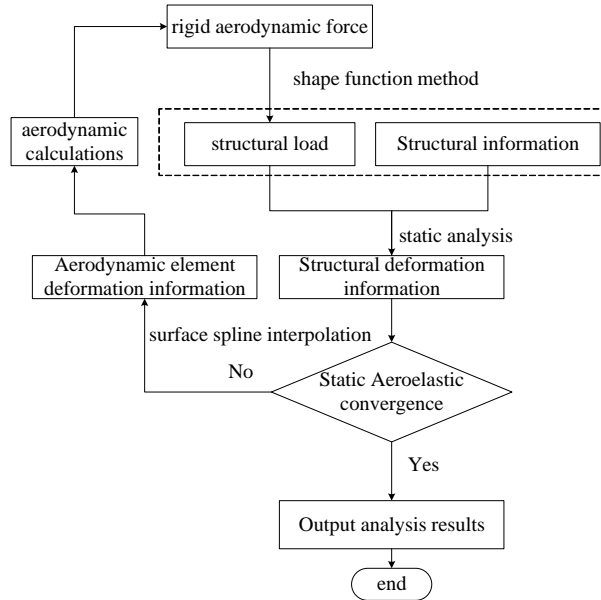 rigid aerodynamic force
shape function method
aerodynamic
calculations
structural load
Structural information
static analysis
Aerodynamic element
deformation information
Structural deformation
information
surface spline interpolation
No
Static Aeroelastic
convergence
Yes
Output analysis results
end